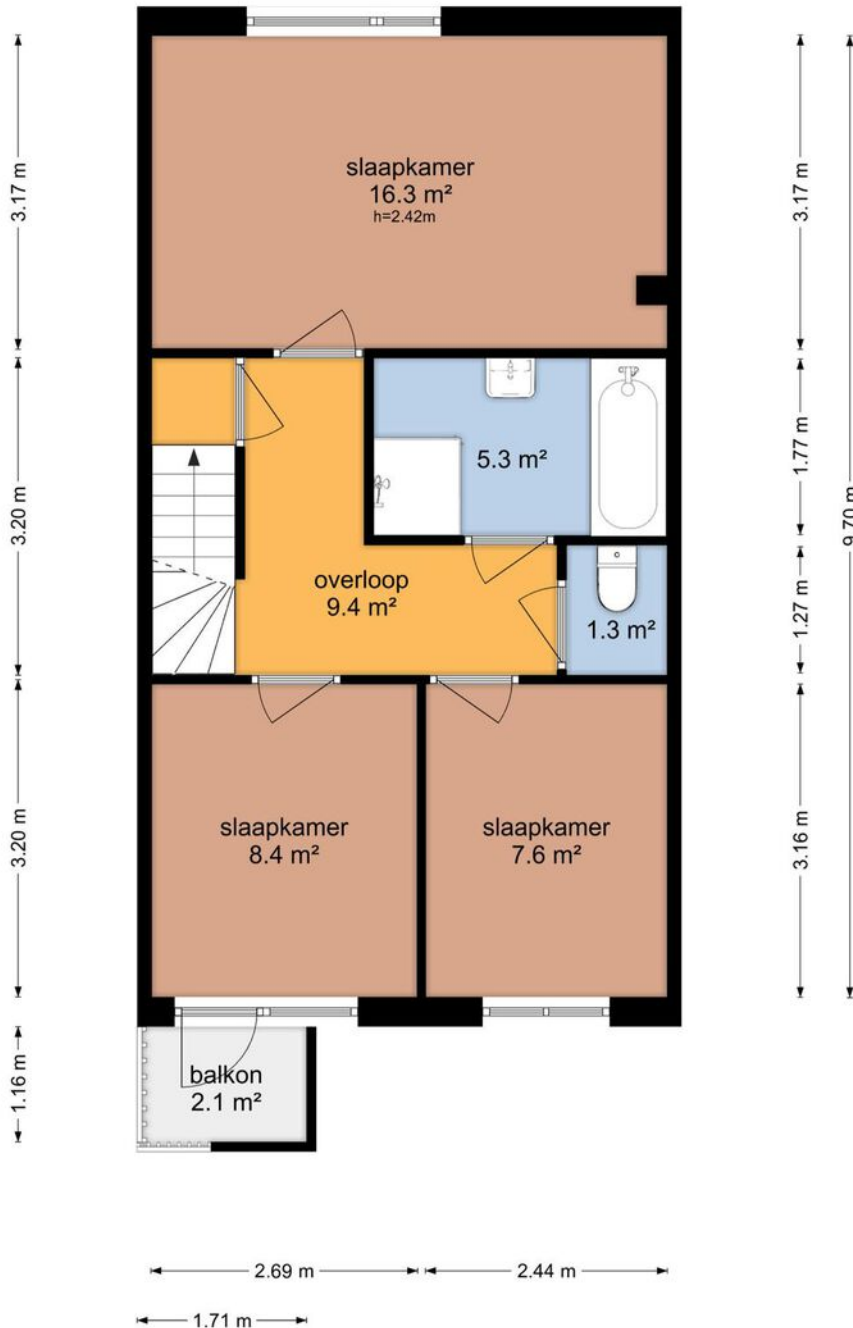 slaapkamer
16.3 m²
h=2.42m
3.17 m
3.17 m
5.3 m²
1.77 m
3.20 m
9.70 m
overloop
9.4 m²
1.3 m²
1.27 m
slaapkamer
8.4 m²
slaapkamer
7.6 m²
3.20 m
3.16 m
balkon
2.1 m²
1.16 m
2.69 m
2.44 m
1.71 m